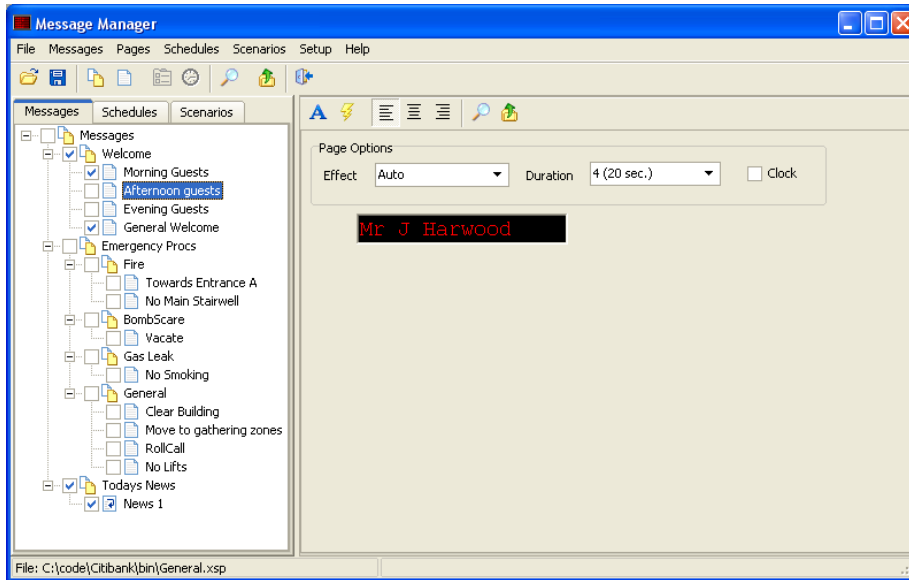 Message Manager
File Messages Pages Schedules Scenarios Setup Help
Messages Schedules Scenarios
Messages
Welcome
Morning Guests
Afternoon guests
Evening Guests
General Welcome
Emergency Procs
Fire
Towards Entrance A
No Main Stairwell
BombScare
Vacate
Gas Leak
No Smoking
General
Clear Building
Move to gathering zones
RollCall
No Lifts
Todays News
News 1
A
Page Options
Effect Auto Duration 4 (20 sec.) Clock
Mr J Harwood
File: C:\code\Citibank\bin\General.xsp